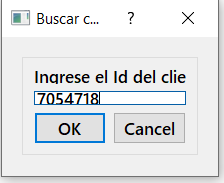 Buscar c...
Ingrese el Id del clie
7054718
OK Cancel